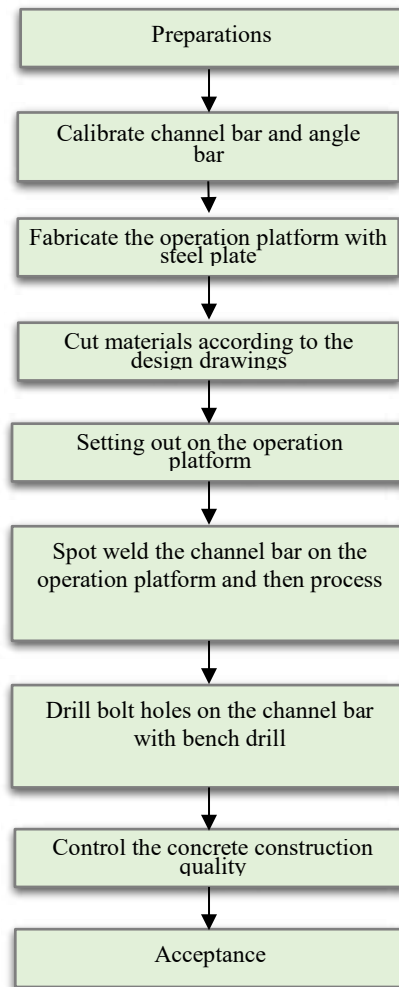 Preparations
Calibrate channel bar and angle
bar
Fabricate the operation platform with
steel plate
Cut materials according to the
design drawings
Setting out on the operation
platform
Spot weld the channel bar on the
operation platform and then process
Drill bolt holes on the channel bar
with bench drill
Control the concrete construction
quality
Acceptance